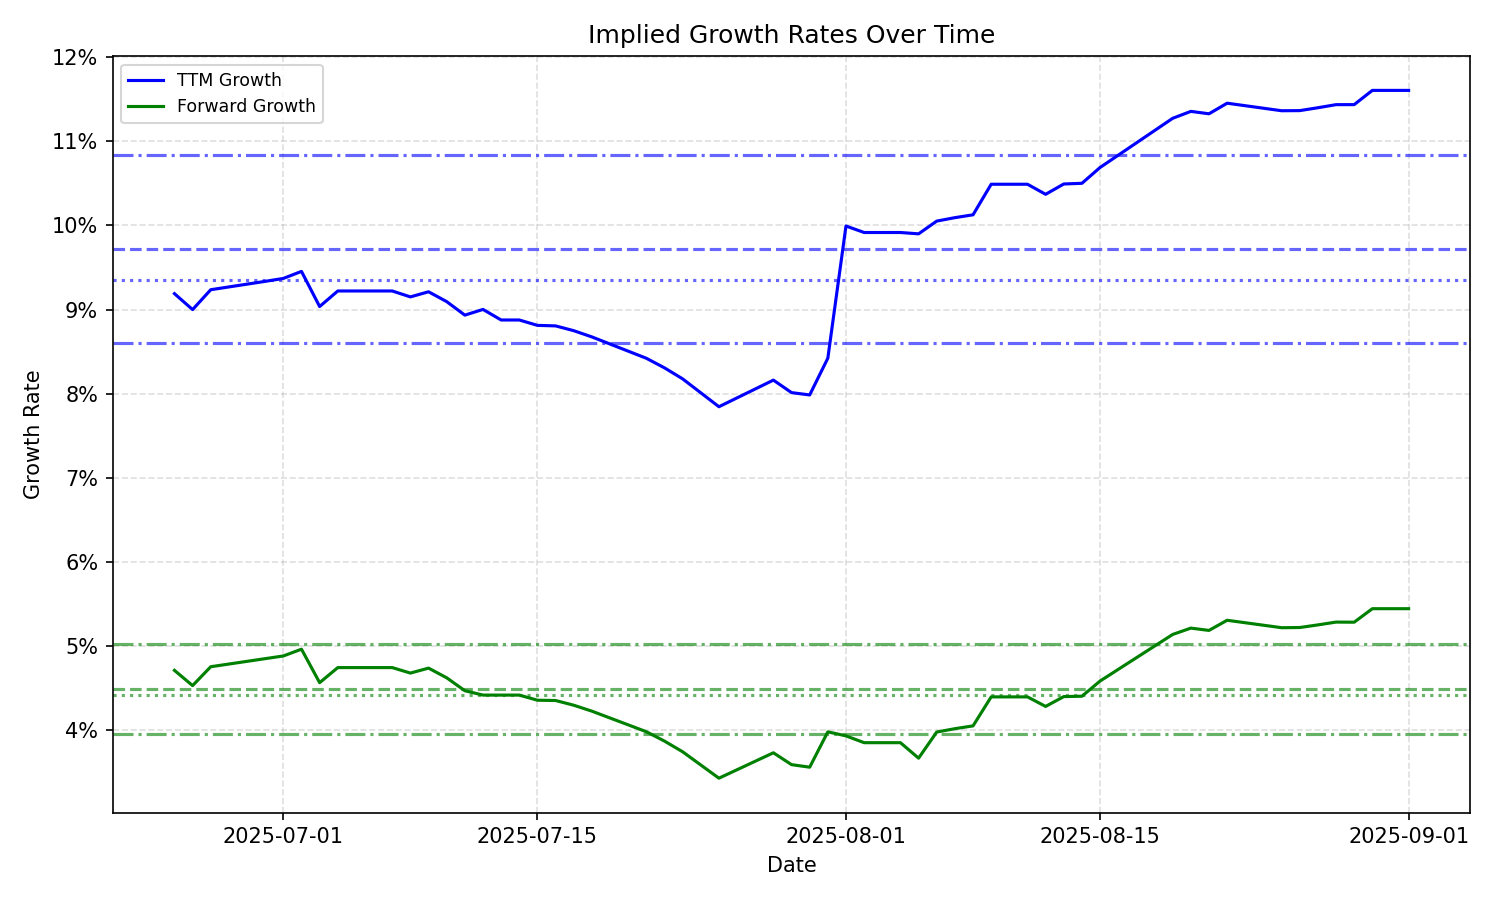 Implied Growth Rates Over Time
12%
TTM Growth
Forward Growth
11%
10%
9%
8%
7%
6%
5%
4%
Growth Rate
2025-07-01
2025-07-15
2025-08-01
2025-08-15
2025-09-01
Date